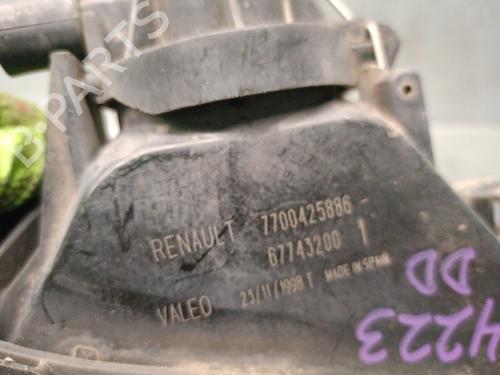 B-PARTS
RENAULT 7700425886 -
67743200 1
VALEO 23/11/1998 T MADE IN SPAIN
4223
DD